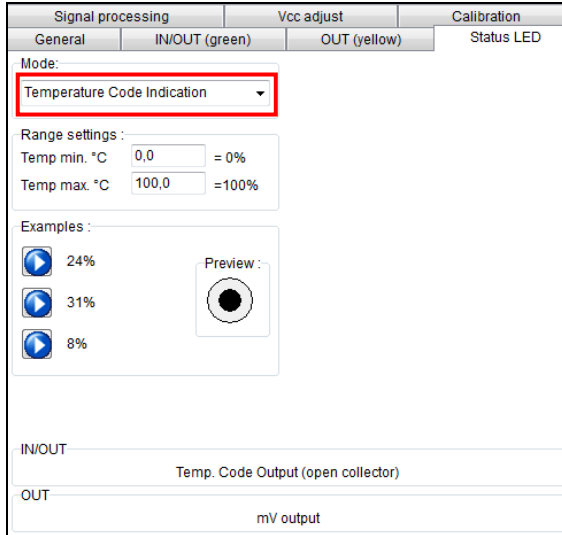 Signal processing Vcc adjust Calibration
General IN/OUT (green) OUT (yellow) Status LED
Mode:
Temperature Code Indication
Range settings :
Temp min. °C 0,0 = 0%
Temp max. °C 100,0 =100%
Examples :
24%
Preview :
31%
8%
IN/OUT
Temp. Code Output (open collector)
OUT
mV output